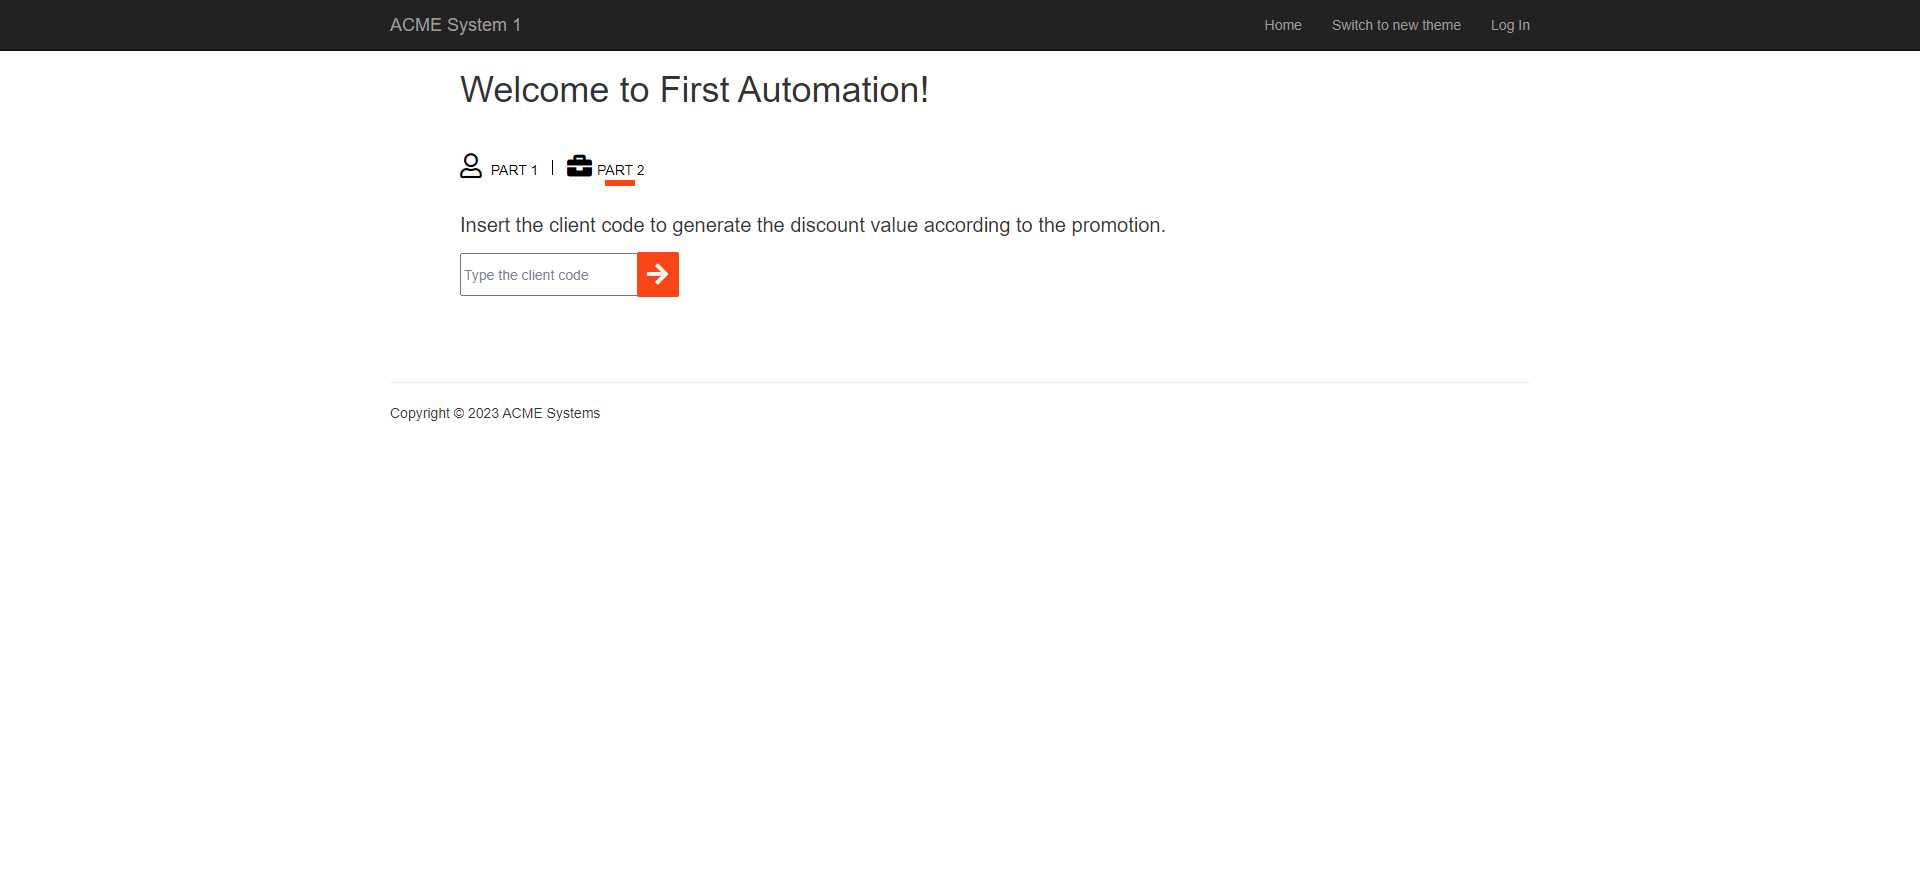 ACME System 1
Home
Switch to new theme
Log In
Welcome to First Automation!
PART 1
PART 2
Insert the client code to generate the discount value according to the promotion.
Type the client code
Copyright © 2023 ACME Systems